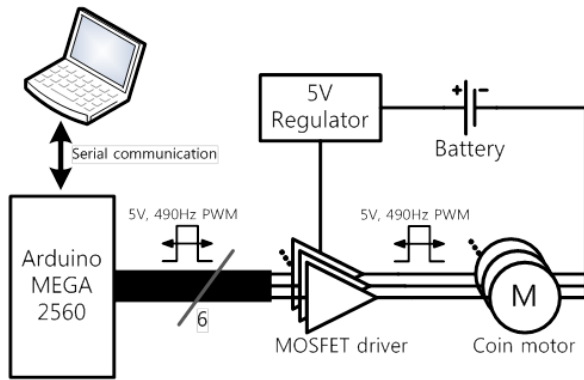 Serial communication
Arduino
MEGA
2560
5V, 490Hz PWM
6
5V
Regulator
+
-
Battery
5V, 490Hz PWM
MOSFET driver
M
Coin motor